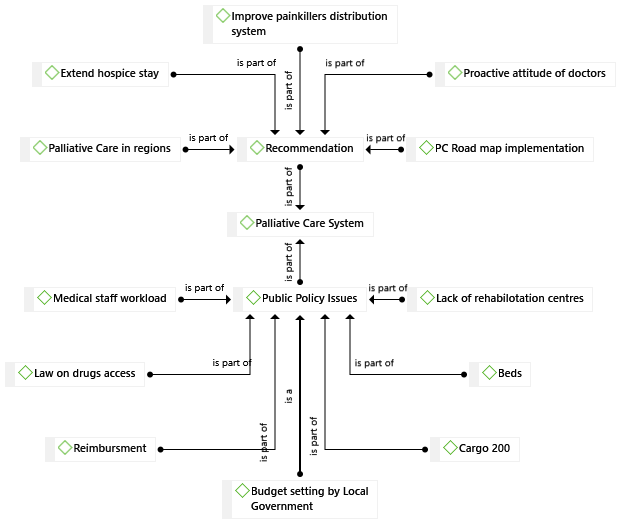 Improve painkillers distribution
system
is part of
is part of
is part of
Extend hospice stay
Proactive attitude of doctors
is part of
is part of
Palliative Care in regions
Recommendation
PC Road map implementation
is part of
Palliative Care System
is part of
is part of
is part of
Medical staff workload
Public Policy Issues
Lack of rehabilotation centres
is part of
is part of
Law on drugs access
Beds
is a
is part of
is part of
Reimbursment
Cargo 200
Budget setting by Local
Government